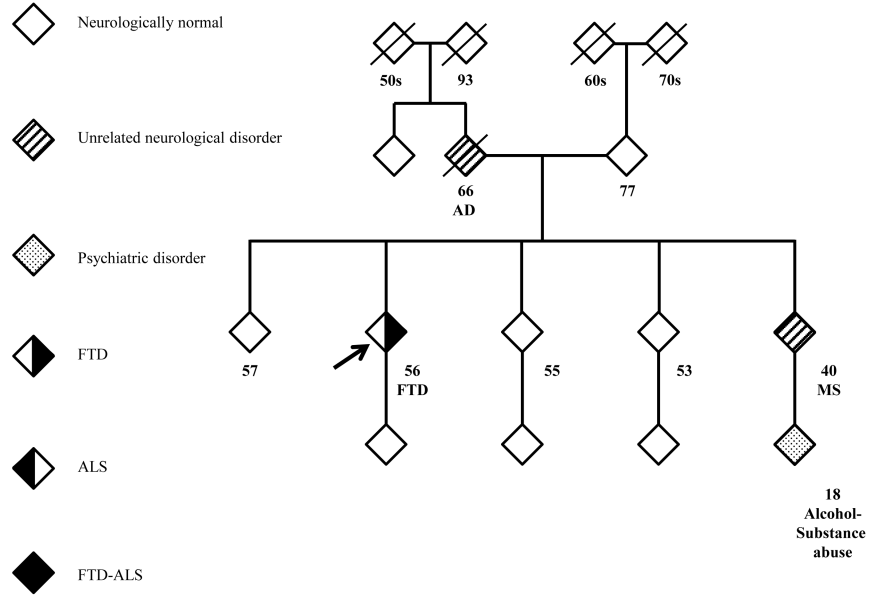 Neurologically normal
Unrelated neurological disorder
Psychiatric disorder
FTD
ALS
FTD-ALS
50s 93 60s 70s
66
AD
77
57
56
FTD
55
53
40
MS
18
Alcohol-
Substance
abuse